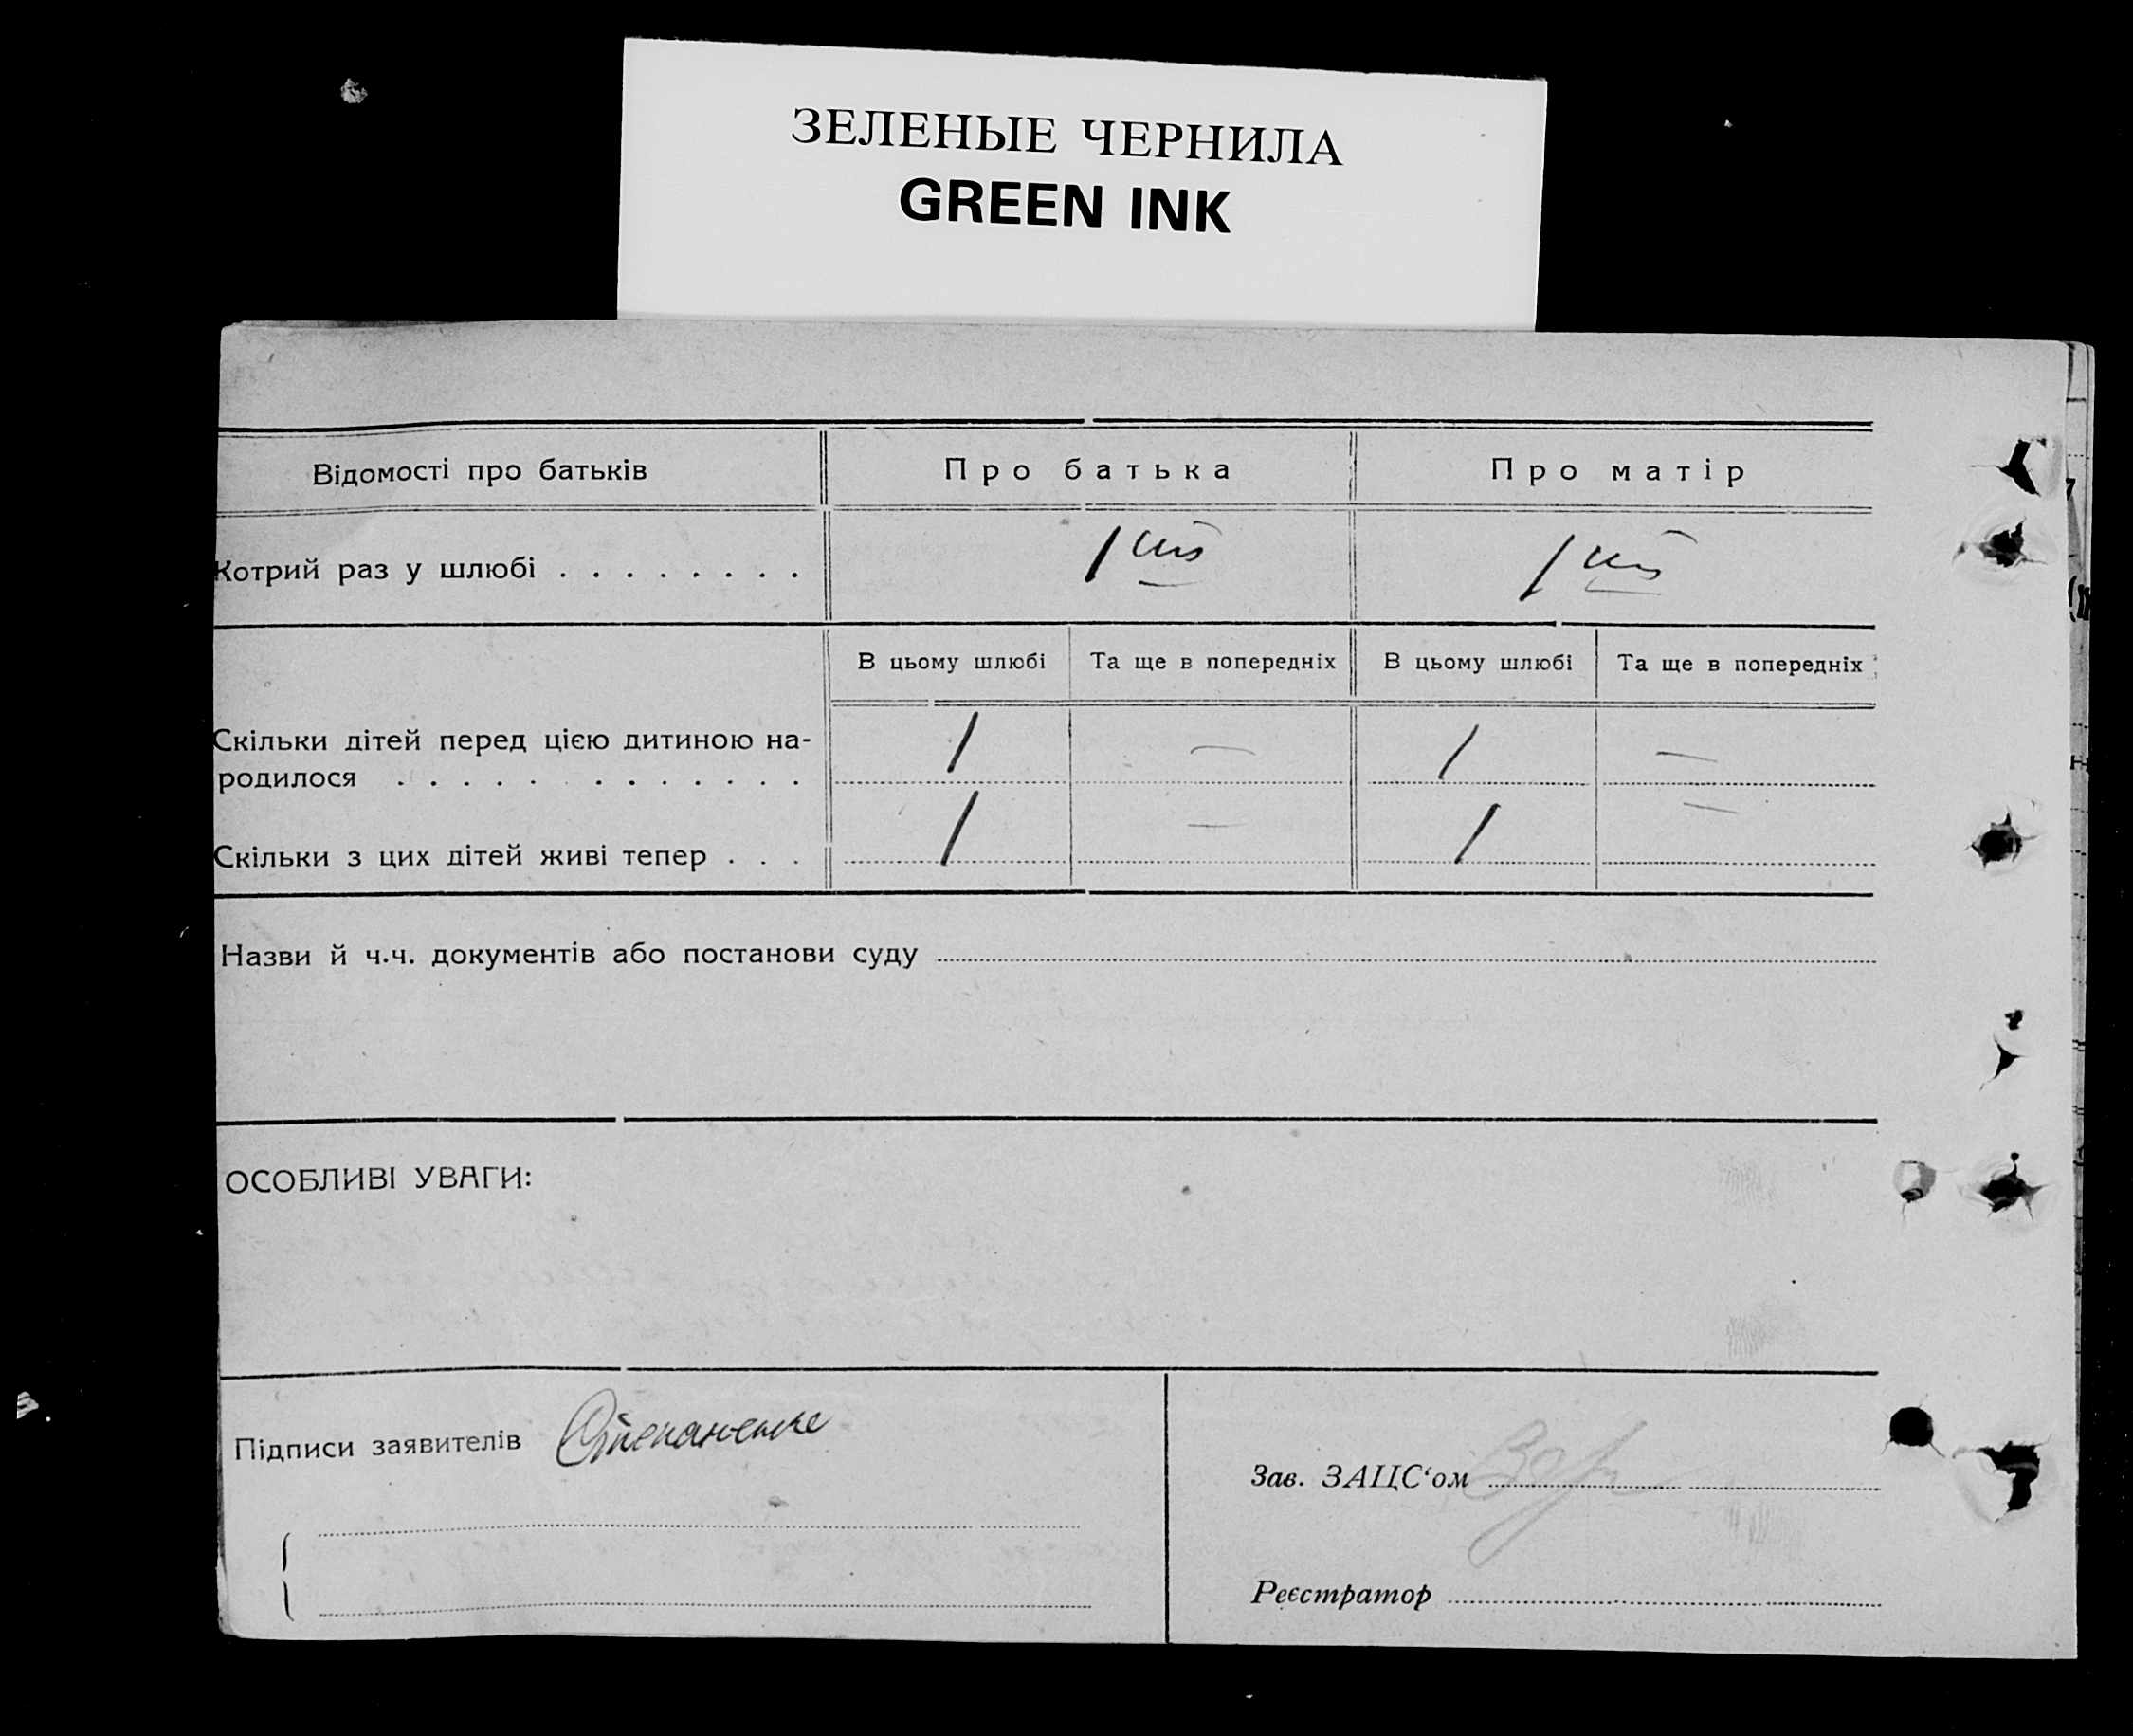 ЗЕЛЕНЫЕ ЧЕРНИЛА
GREEN INK
Відомості про батьків
Про батька
Про матір
Котрий раз у шлюбі . . . . . . . .
1
1
В цьому шлюбі
Та ще в попередніх
В цьому шлюбі
Та ще в попередніх
Скільки дітей перед цією дитиною на-
родилося . . . . . . . . . . . .
1
—
1
—
Скільки з цих дітей живі тепер . . .
1
—
1
—
Назви й ч.ч. документів або постанови суду
ОСОБЛИВІ УВАГИ:
Підписи заявителів
Зав. ЗАЦС‘ом
Реєстратор